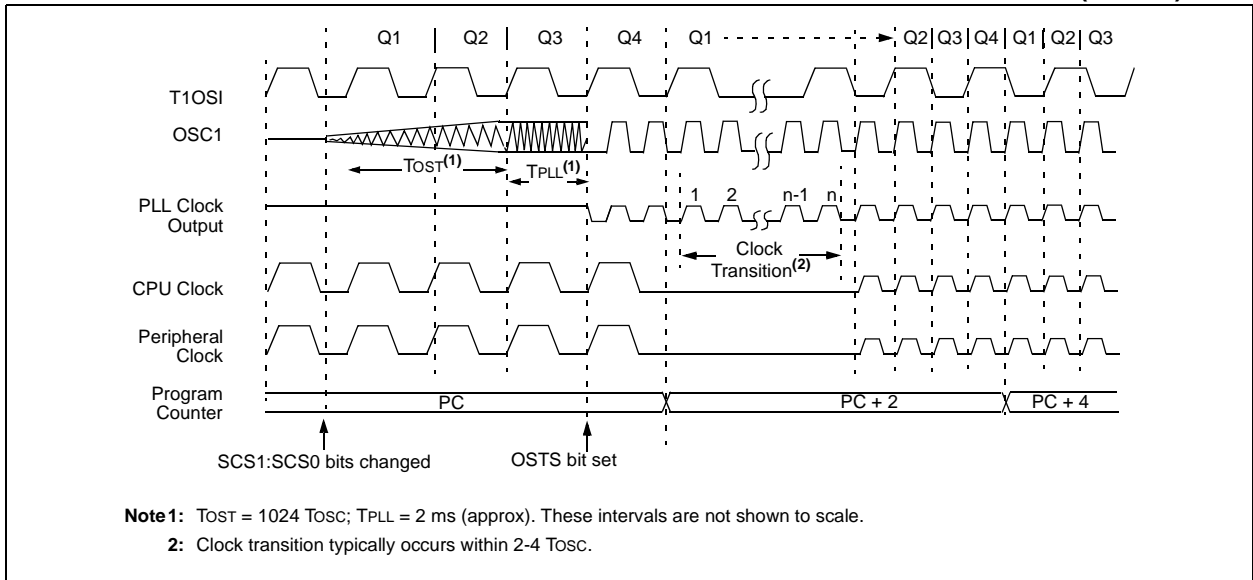 Q1 Q2 Q3 Q4 Q1 Q2 Q3 Q4 Q1 Q2 Q3
T1OSI
OSC1
TOST(1) TPLL(1)
PLL Clock
Output
1 2 n-1 n
Clock
Transition(2)
CPU Clock
Peripheral
Clock
Program
Counter
PC PC + 2 PC + 4
SCS1:SCS0 bits changed OSTS bit set
Note1: TOST = 1024 TOSC; TPLL = 2 ms (approx). These intervals are not shown to scale.
2: Clock transition typically occurs within 2-4 TOSC.